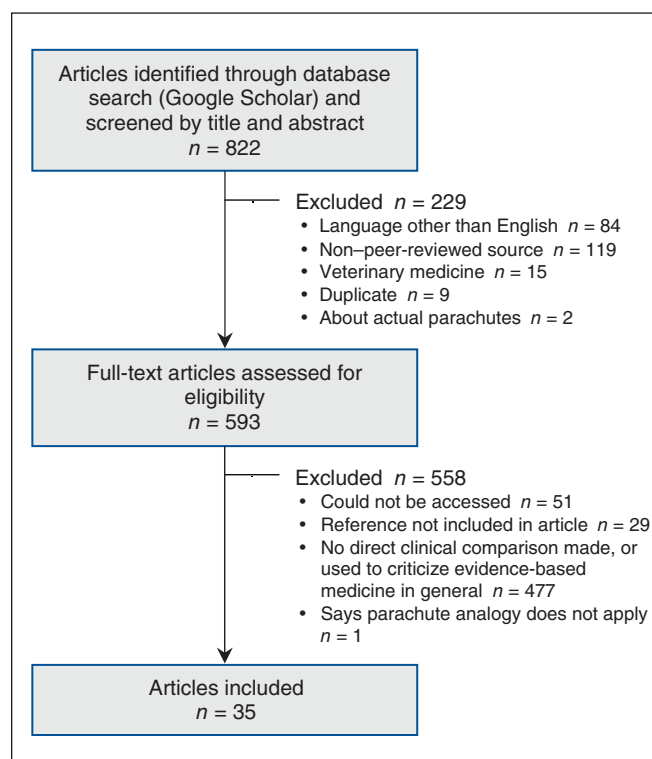 Articles identified through database
search (Google Scholar) and
screened by title and abstract
n = 822
Excluded n = 229
• Language other than English n = 84
• Non–peer-reviewed source n = 119
• Veterinary medicine n = 15
• Duplicate n = 9
• About actual parachutes n = 2
Full-text articles assessed for
eligibility
n = 593
Excluded n = 558
• Could not be accessed n = 51
• Reference not included in article n = 29
• No direct clinical comparison made, or
used to criticize evidence-based
medicine in general n = 477
• Says parachute analogy does not apply
n = 1
Articles included
n = 35